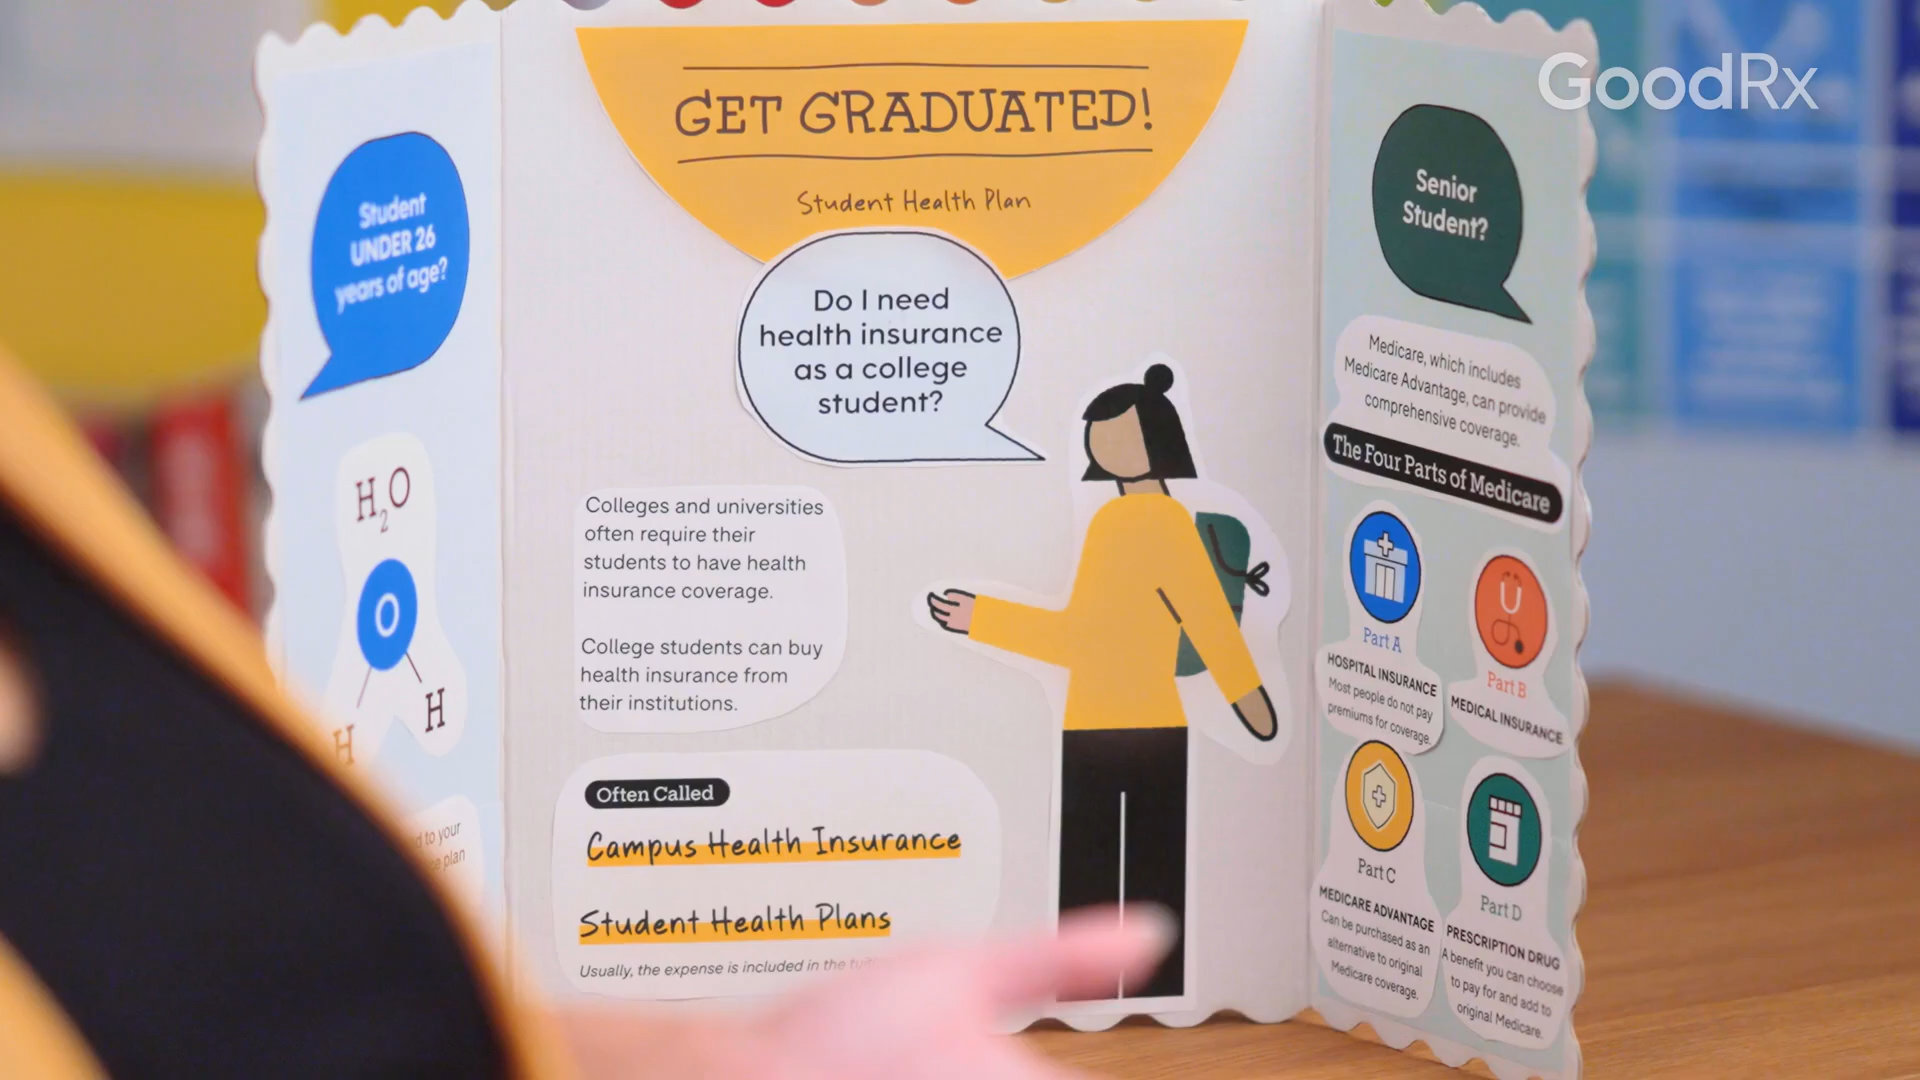 GoodRx
Student
UNDER 26
years of age?
H2O
O
H
H
d to your
plan
GET GRADUATED!
Student Health Plan
Do I need
health insurance
as a college
student?
Colleges and universities
often require their
students to have health
insurance coverage.
College students can buy
health insurance from
their institutions.
Often Called
Campus Health Insurance
Student Health Plans
Usually, the expense is included in the
Senior
Student?
Medicare, which includes
Medicare Advantage, can provide
comprehensive coverage.
The Four Parts of Medicare
Part A
HOSPITAL INSURANCE
Most people do not pay
premiums for coverage.
Part B
MEDICAL INSURANCE
Part C
MEDICARE ADVANTAGE
Can be purchased as an
alternative to original
Medicare coverage.
Part D
PRESCRIPTION DRUG
A benefit you can choose
to pay for and add to
original Medicare.